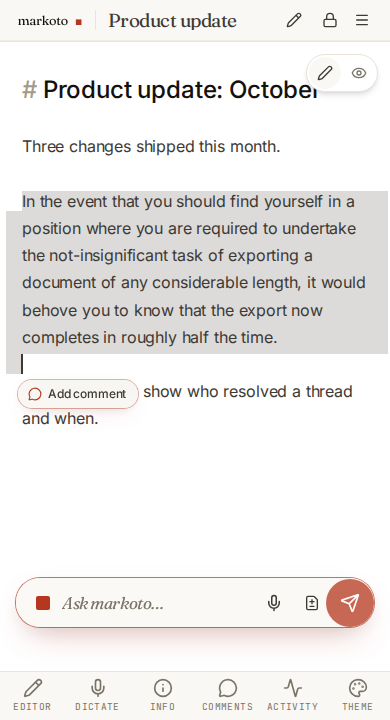 markoto
Product update
# Product update: October
Three changes shipped this month.
In the event that you should find yourself in a
position where you are required to undertake
the not-insignificant task of exporting a
document of any considerable length, it would
behoove you to know that the export now
completes in roughly half the time.
Add comment
show who resolved a thread
and when.
Ask markoto...
EDITOR
DICTATE
INFO
COMMENTS
ACTIVITY
THEME